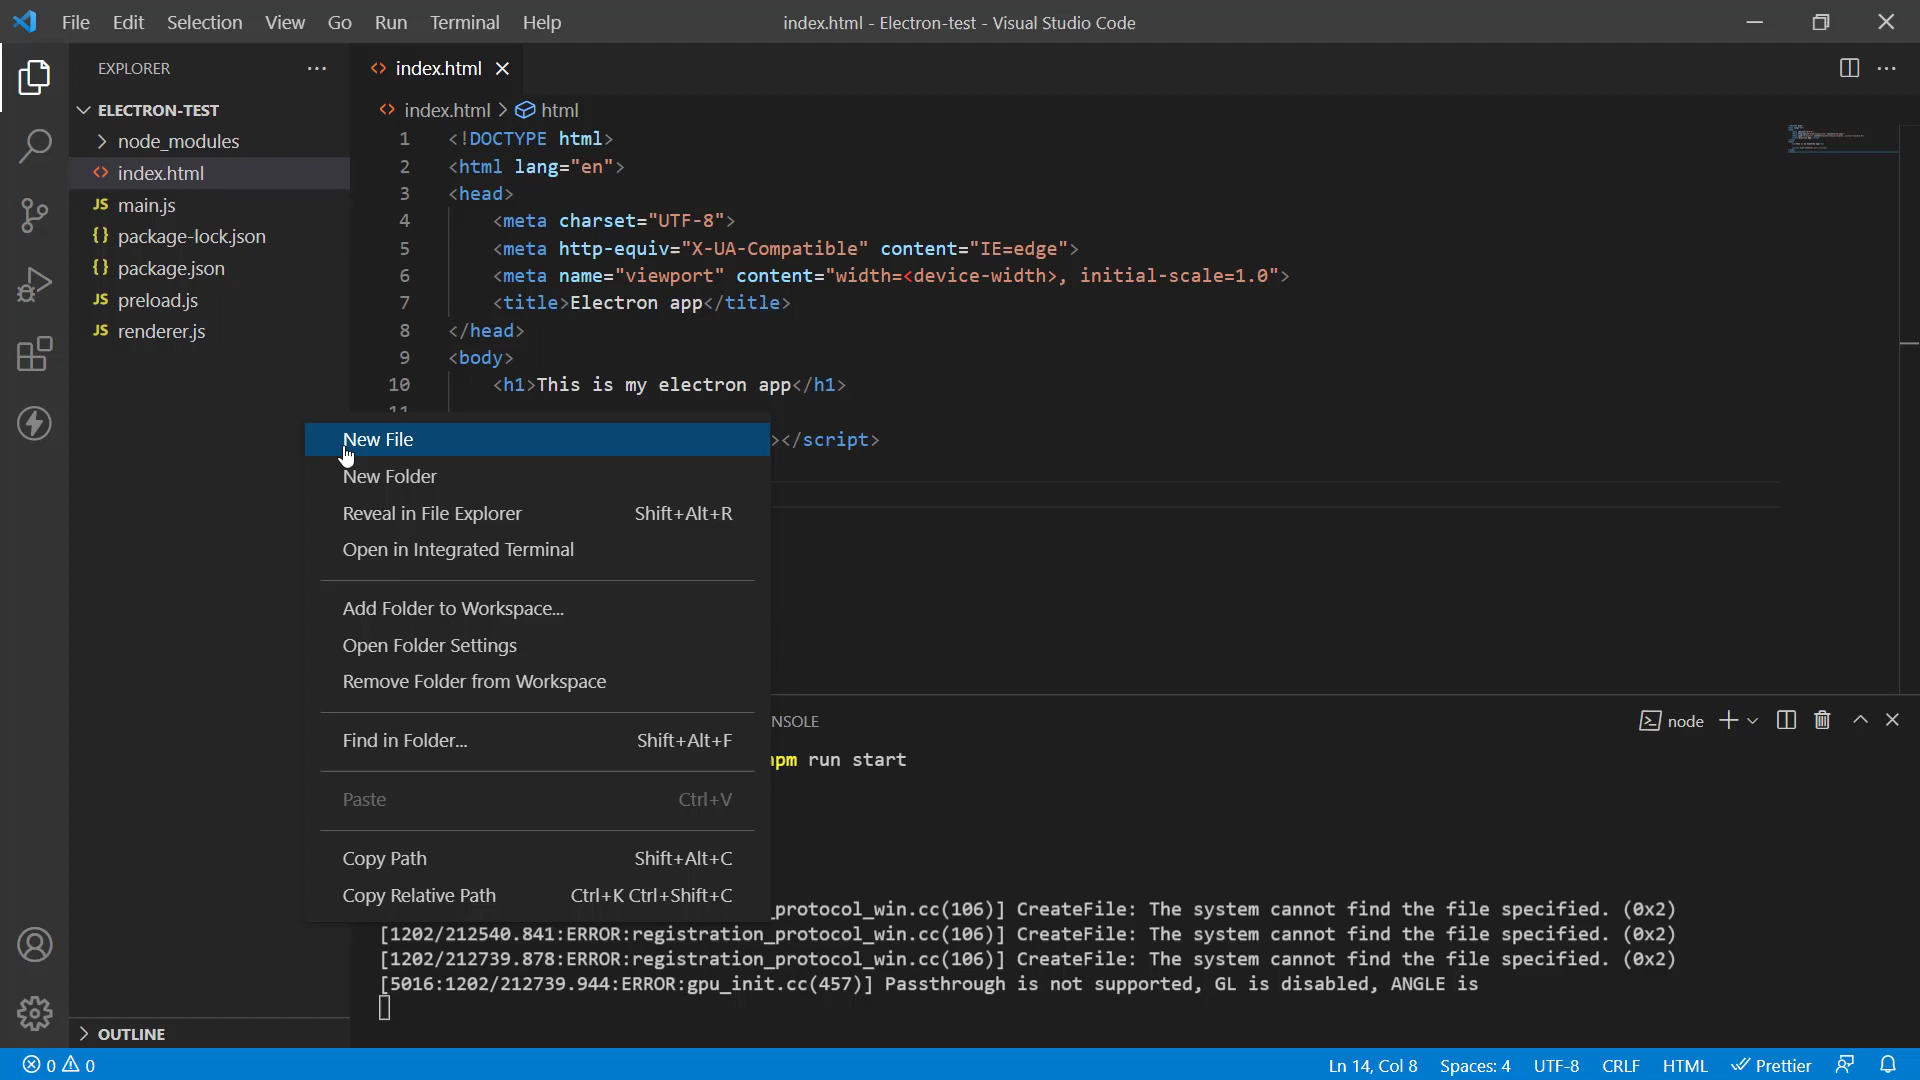 File Edit Selection View Go Run Terminal Help
index.html - Electron-test - Visual Studio Code
EXPLORER
ELECTRON-TEST
node_modules
index.html
JS main.js
{} package-lock.json
{} package.json
JS preload.js
JS renderer.js
OUTLINE
index.html
index.html > html
1 <!DOCTYPE html>
2 <html lang="en">
3 <head>
4 <meta charset="UTF-8">
5 <meta http-equiv="X-UA-Compatible" content="IE=edge">
6 <meta name="viewport" content="width=<device-width>, initial-scale=1.0">
7 <title>Electron app</title>
8 </head>
9 <body>
10 <h1>This is my electron app</h1>
11
></script>
New File
New Folder
Reveal in File Explorer Shift+Alt+R
Open in Integrated Terminal
Add Folder to Workspace...
Open Folder Settings
Remove Folder from Workspace
Find in Folder... Shift+Alt+F
Paste Ctrl+V
Copy Path Shift+Alt+C
Copy Relative Path Ctrl+K Ctrl+Shift+C
NSOLE
node
npm run start
_protocol_win.cc(106)] CreateFile: The system cannot find the file specified. (0x2)
[1202/212540.841:ERROR:registration_protocol_win.cc(106)] CreateFile: The system cannot find the file specified. (0x2)
[1202/212739.878:ERROR:registration_protocol_win.cc(106)] CreateFile: The system cannot find the file specified. (0x2)
[5016:1202/212739.944:ERROR:gpu_init.cc(457)] Passthrough is not supported, GL is disabled, ANGLE is
0 0
Ln 14, Col 8 Spaces: 4 UTF-8 CRLF HTML Prettier